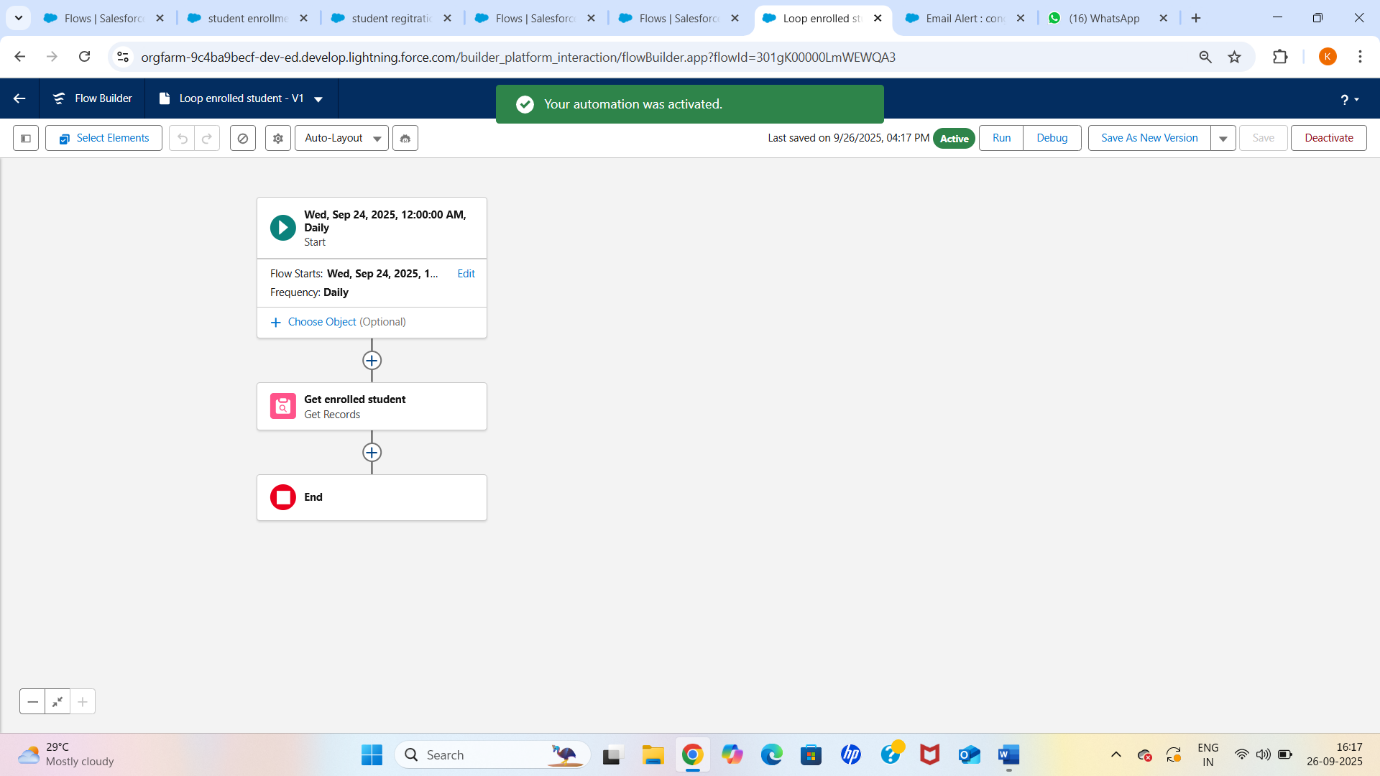 Flows | Salesforc
student enrollme
student regitratio
Flows | Salesforc
Flows | Salesforc
Loop enrolled st
Email Alert : con
(16) WhatsApp
orgfarm-9c4ba9becf-dev-ed.develop.lightning.force.com/builder_platform_interaction/flowBuilder.app?flowId=301gK00000LmWEWQA3
K
Flow Builder
Loop enrolled student - V1
Your automation was activated.
?
Select Elements
Auto-Layout
Last saved on 9/26/2025, 04:17 PM
Active
Run
Debug
Save As New Version
Save
Deactivate
Wed, Sep 24, 2025, 12:00:00 AM,
Daily
Start
Flow Starts: Wed, Sep 24, 2025, 1...
Edit
Frequency: Daily
Choose Object (Optional)
Get enrolled student
Get Records
End
29°C
Mostly cloudy
Search
ENG
IN
16:17
26-09-2025